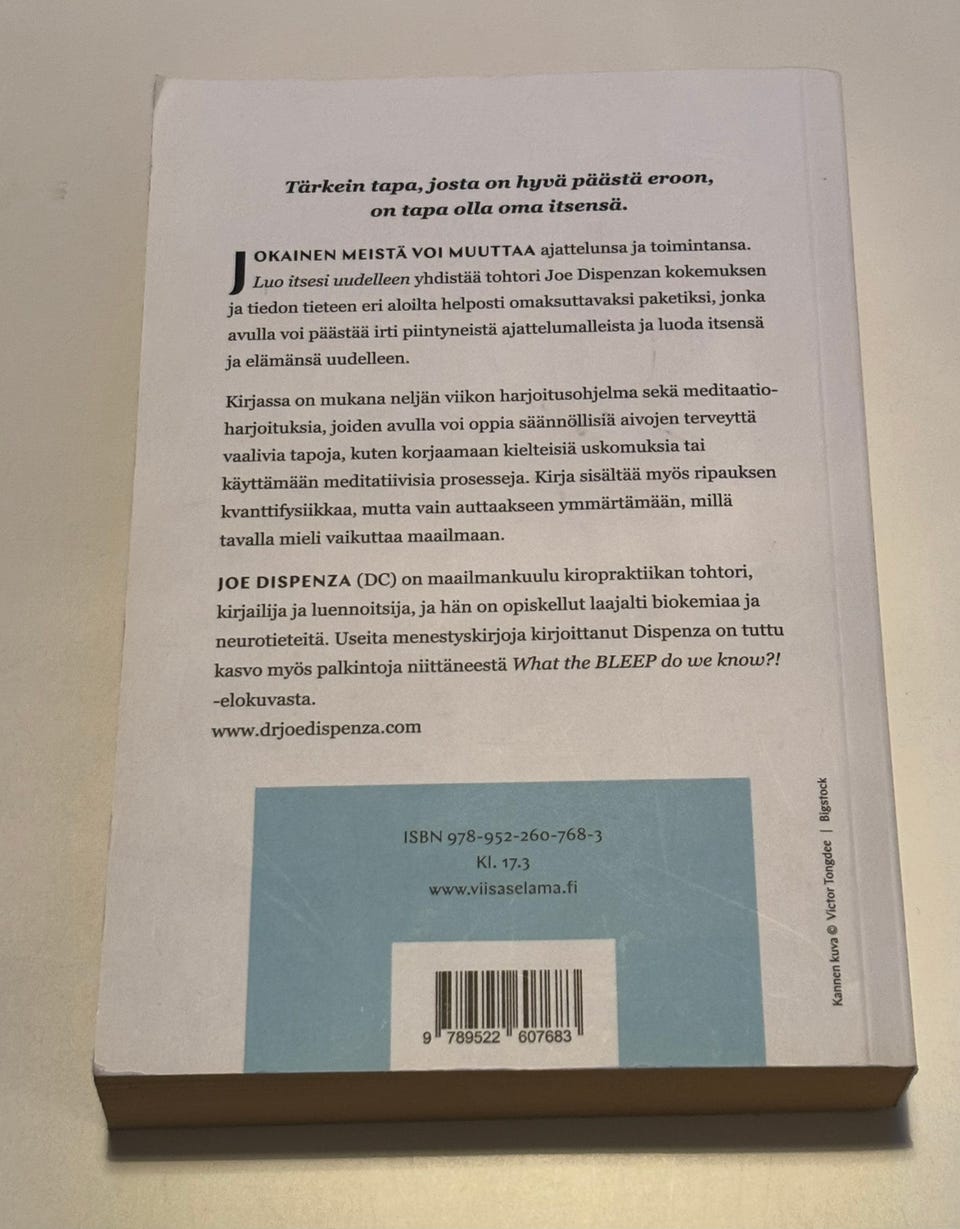 Tärkein tapa, josta on hyvä päästä eroon,
on tapa olla oma itsensä.
JOKAINEN MEISTÄ VOI MUUTTAA ajattelunsa ja toimintansa.
Luo itsesi uudelleen yhdistää tohtori Joe Dispenzan kokemuksen
ja tiedon tieteen eri aloilta helposti omaksuttavaksi paketiksi, jonka
avulla voi päästää irti piintyneistä ajattelumalleista ja luoda itsensä
ja elämänsä uudelleen.
Kirjassa on mukana neljän viikon harjoitusohjelma sekä meditaatio-
harjoituksia, joiden avulla voi oppia säännöllisiä aivojen terveyttä
vaalivia tapoja, kuten korjaamaan kielteisiä uskomuksia tai
käyttämään meditatiivisia prosesseja. Kirja sisältää myös ripauksen
kvanttifysiikkaa, mutta vain auttaakseen ymmärtämään, millä
tavalla mieli vaikuttaa maailmaan.
JOE DISPENZA (DC) on maailmankuulu kiropraktiikan tohtori,
kirjailija ja luennoitsija, ja hän on opiskellut laajalti biokemiaa ja
neurotieteitä. Useita menestyskirjoja kirjoittanut Dispenza on tuttu
kasvo myös palkintoja niittäneestä What the BLEEP do we know?!
-elokuvasta.
www.drjoedispenza.com
ISBN 978-952-260-768-3
Kl. 17.3
www.viisaselama.fi
9 789522 607683
Kannen kuva © Victor Tongdee | Bigstock